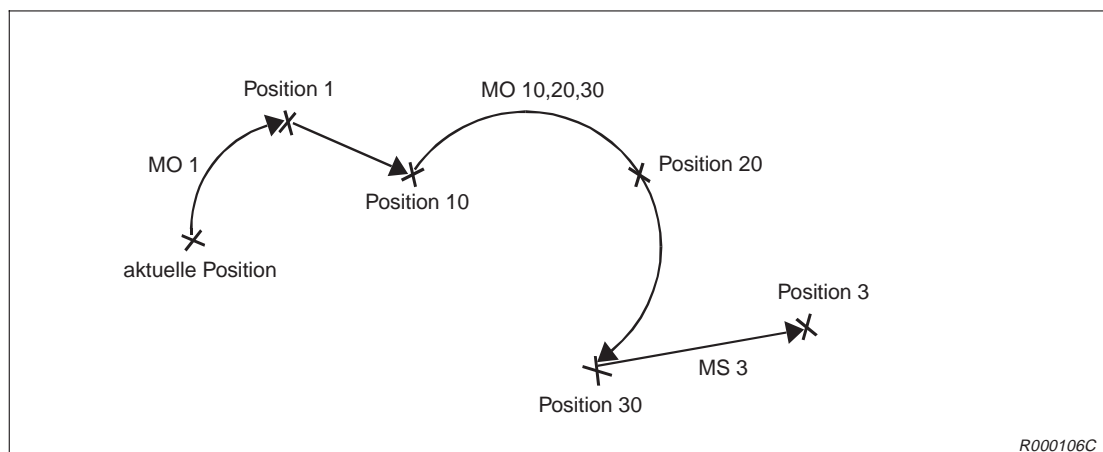 Position 1
MO 10,20,30
MO 1
Position 20
Position 10
aktuelle Position
Position 3
MS 3
Position 30
R000106C